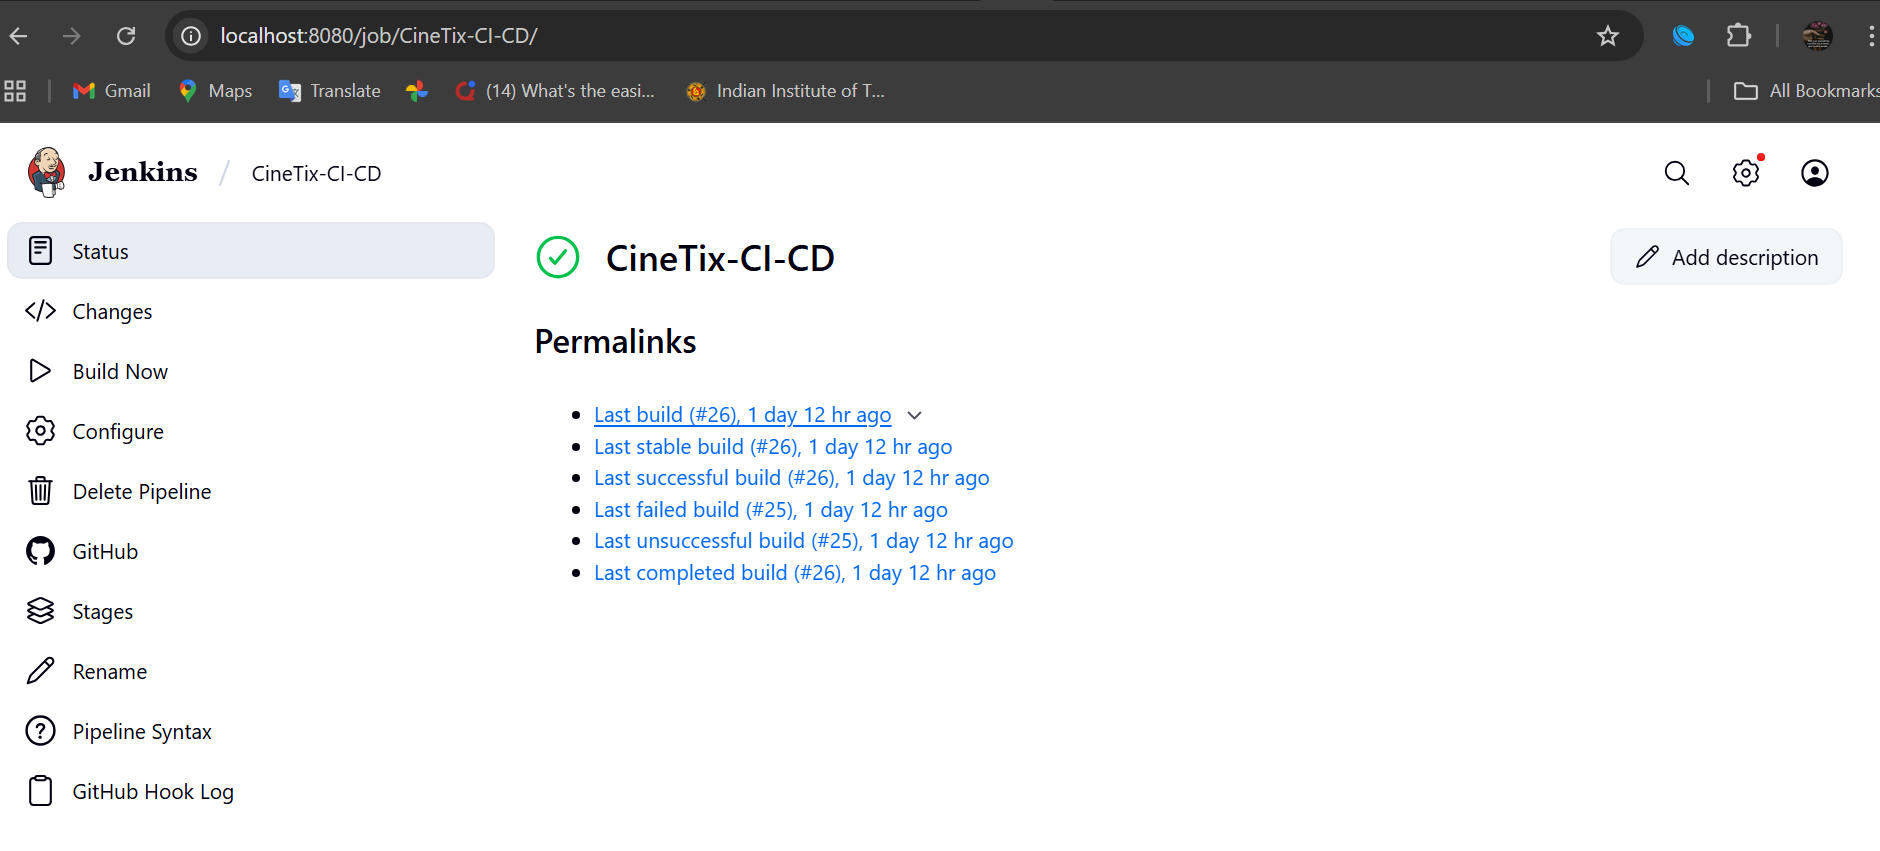 localhost:8080/job/CineTix-CI-CD/
Gmail
Maps
Translate
(14) What's the easi...
Indian Institute of T...
All Bookmarks
Jenkins / CineTix-CI-CD
Status
Changes
Build Now
Configure
Delete Pipeline
GitHub
Stages
Rename
Pipeline Syntax
GitHub Hook Log
CineTix-CI-CD
Add description
Permalinks
Last build (#26), 1 day 12 hr ago
Last stable build (#26), 1 day 12 hr ago
Last successful build (#26), 1 day 12 hr ago
Last failed build (#25), 1 day 12 hr ago
Last unsuccessful build (#25), 1 day 12 hr ago
Last completed build (#26), 1 day 12 hr ago